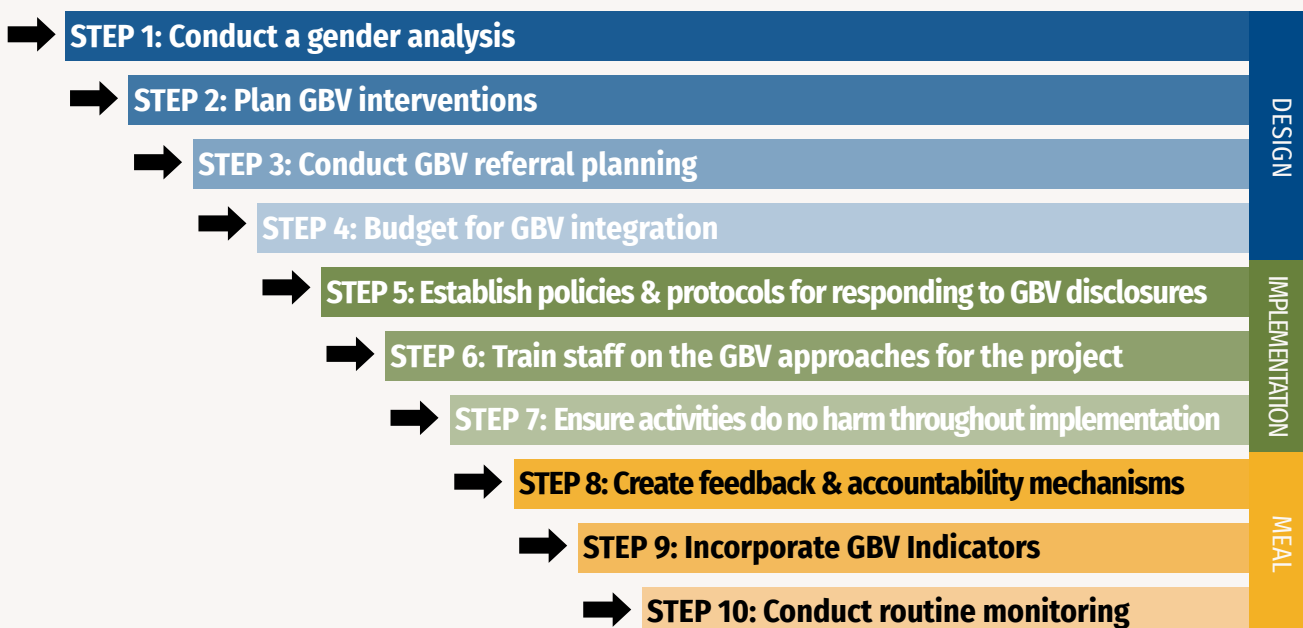 STEP 1: Conduct a gender analysis
STEP 2: Plan GBV interventions
STEP 3: Conduct GBV referral planning
STEP 4: Budget for GBV integration
DESIGN
STEP 5: Establish policies & protocols for responding to GBV disclosures
STEP 6: Train staff on the GBV approaches for the project
STEP 7: Ensure activities do no harm throughout implementation
IMPLEMENTATION
STEP 8: Create feedback & accountability mechanisms
STEP 9: Incorporate GBV Indicators
STEP 10: Conduct routine monitoring
MEAL